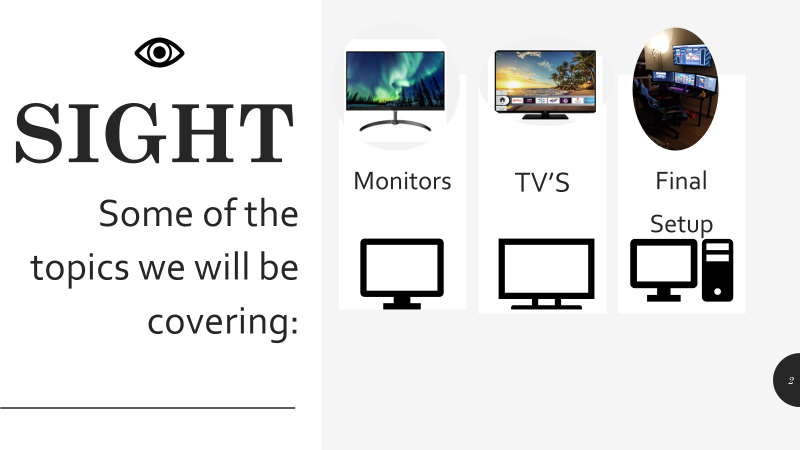 SIGHT
Some of the
topics we will be
covering:
Monitors
TV’S
Final
Setup
2